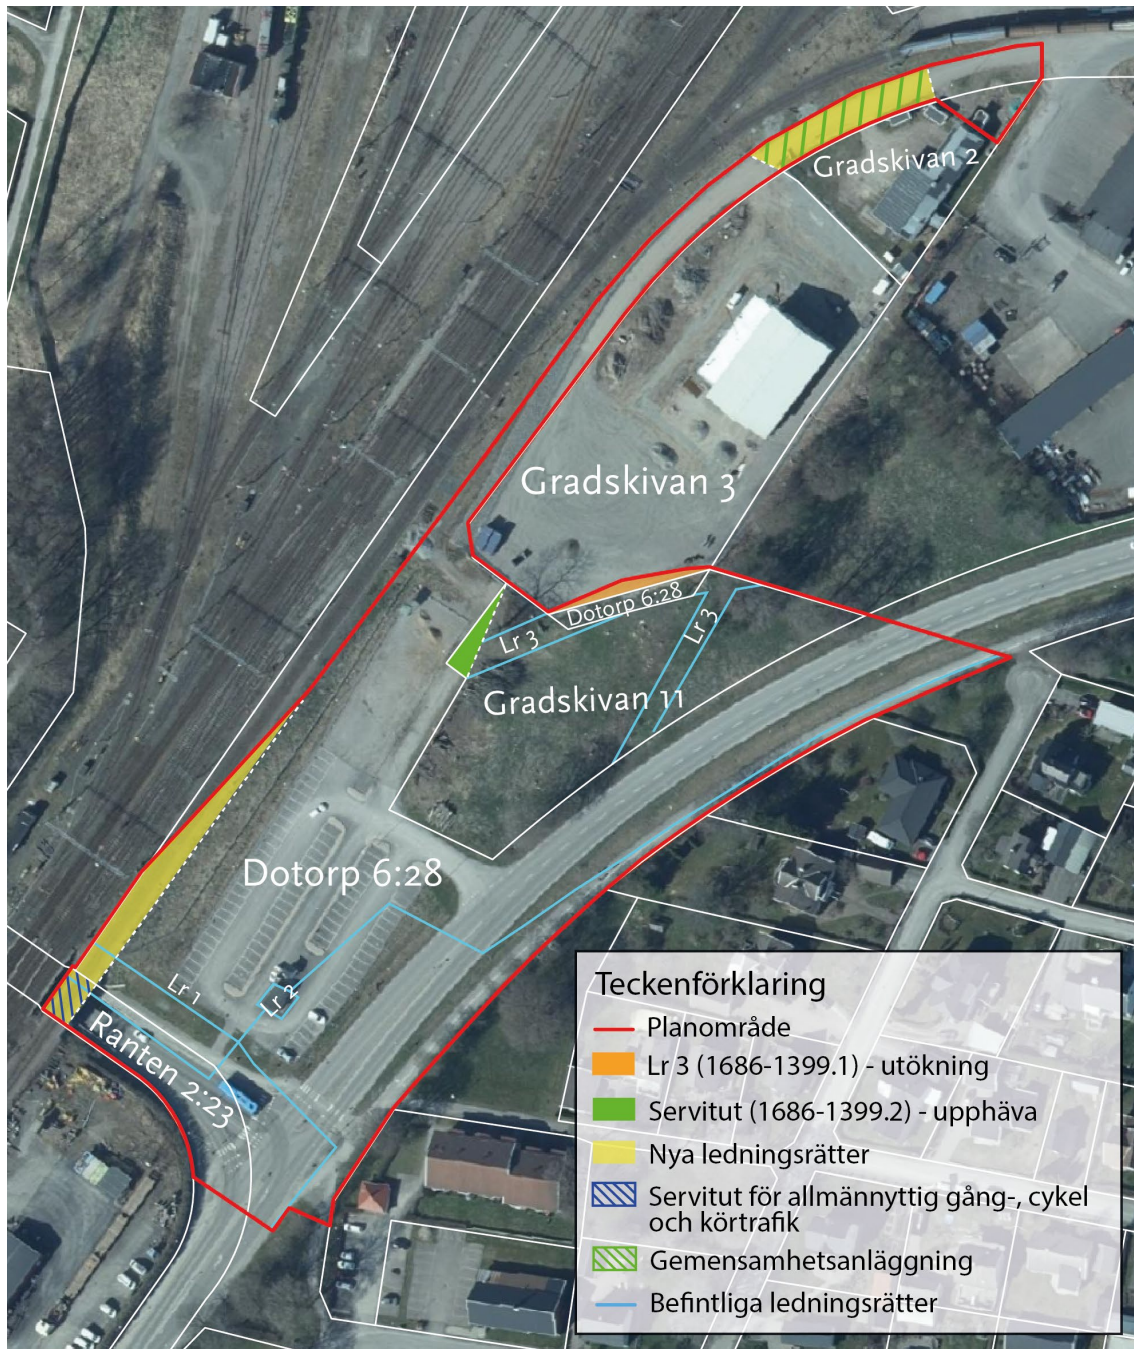 Gradskivan 2
Gradskivan 3
Dotorp 6:28
Lr 3
Lr 3
Gradskivan 11
Dotorp 6:28
Lr 1
Lr 2
Ranten 2:23
Teckenförklaring
Planområde
Lr 3 (1686-1399.1) - utökning
Servitut (1686-1399.2) - upphäva
Nya ledningsrätter
Servitut för allmännyttig gång-, cykel
och körtrafik
Gemensamhetsanläggning
Befintliga ledningsrätter